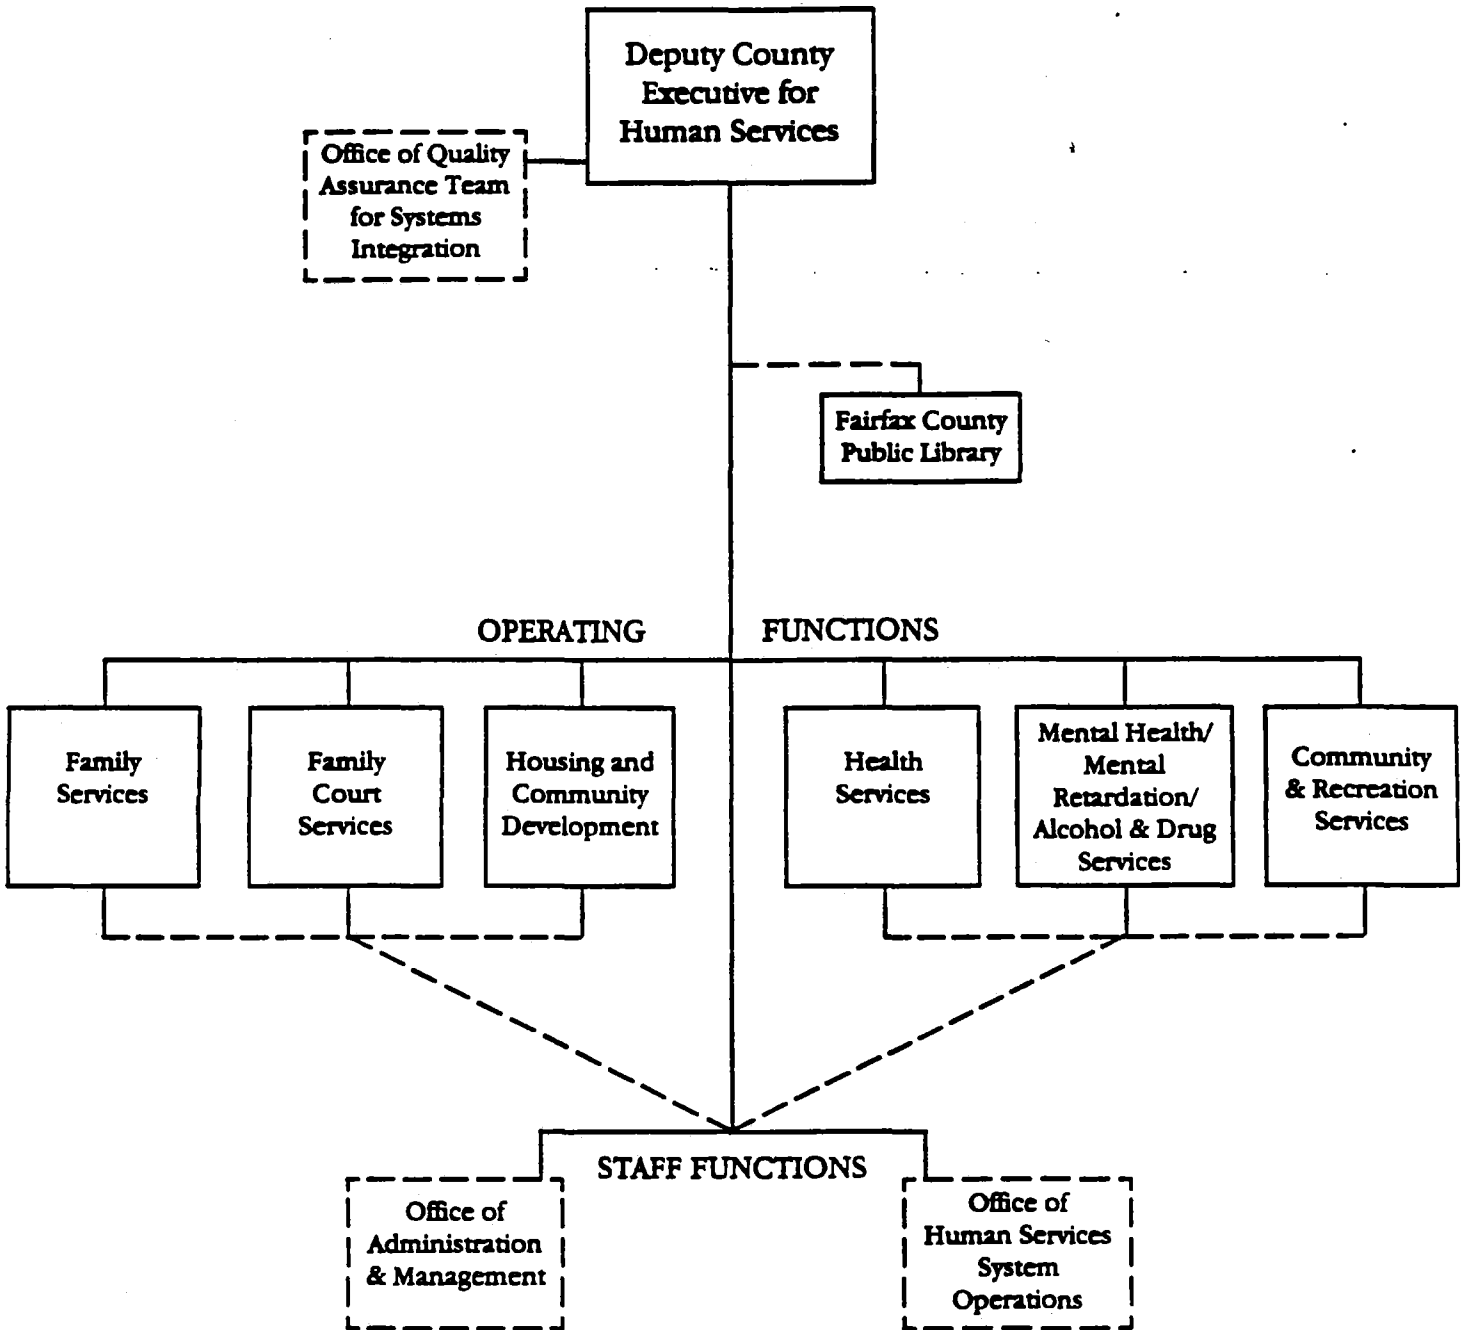 Deputy County
Executive for
Human Services
Office of Quality
Assurance Team
for Systems
Integration
Fairfax County
Public Library
OPERATING FUNCTIONS
Family
Services
Family
Court
Services
Housing and
Community
Development
Health
Services
Mental Health/
Mental
Retardation/
Alcohol & Drug
Services
Community
& Recreation
Services
STAFF FUNCTIONS
Office of
Administration
& Management
Office of
Human Services
System
Operations